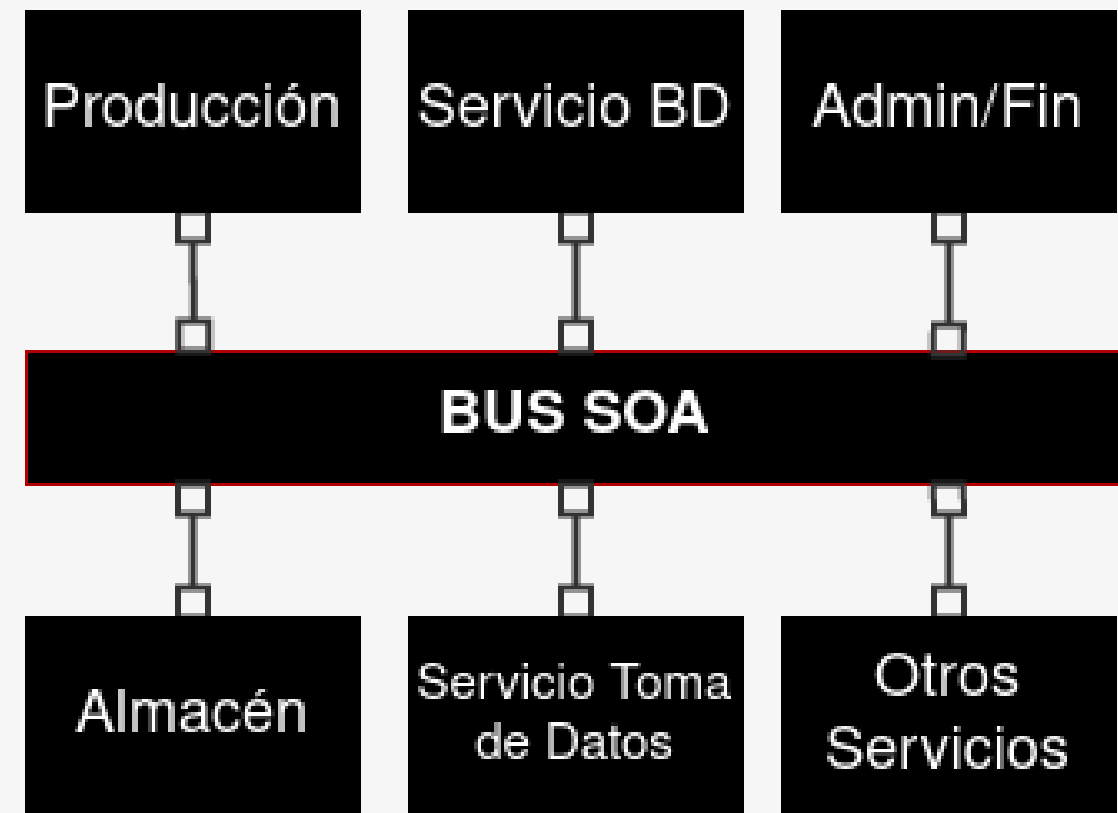 Producción
Servicio BD
Admin/Fin
BUS SOA
Almacén
Servicio Toma
de Datos
Otros
Servicios